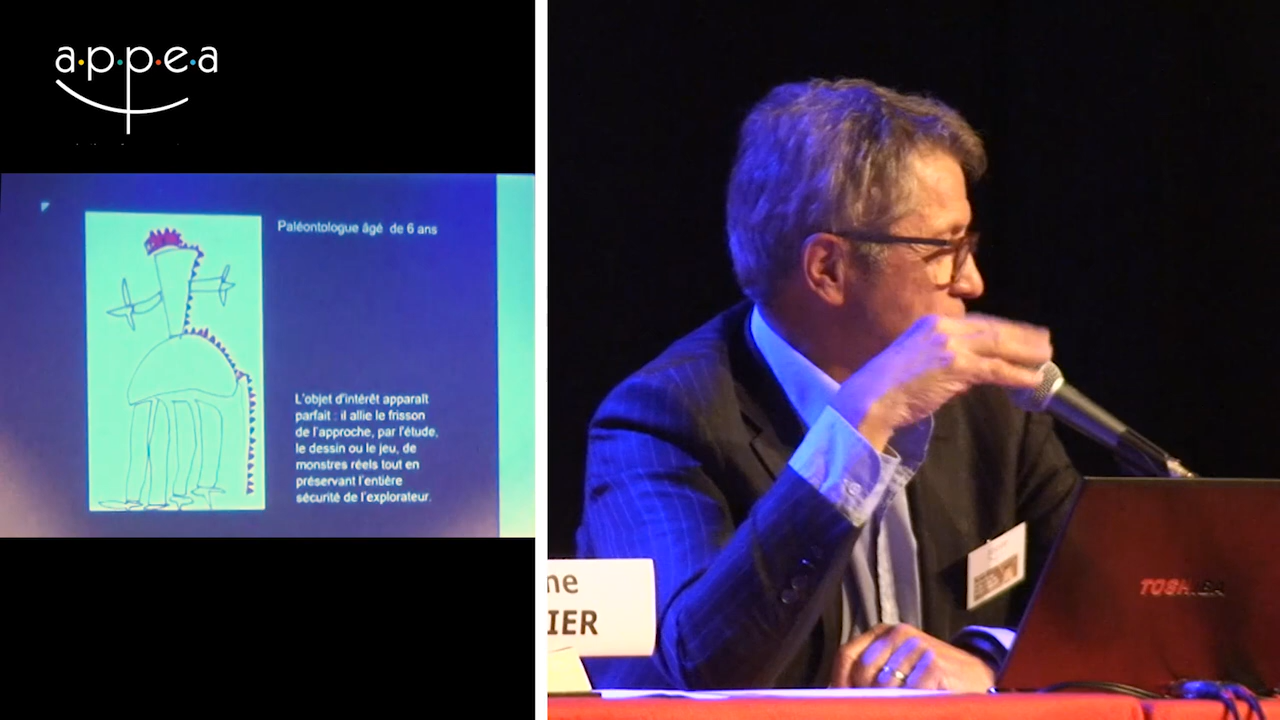 a·p·p·e·a
Paléontologue âgé de 6 ans
L'objet d'intérêt apparaît
parfait : il allie le frisson
de l'approche, par l'étude,
le dessin ou le jeu, de
monstres réels tout en
préservant l'entière
sécurité de l'explorateur.
ne
IER
TOSHIBA